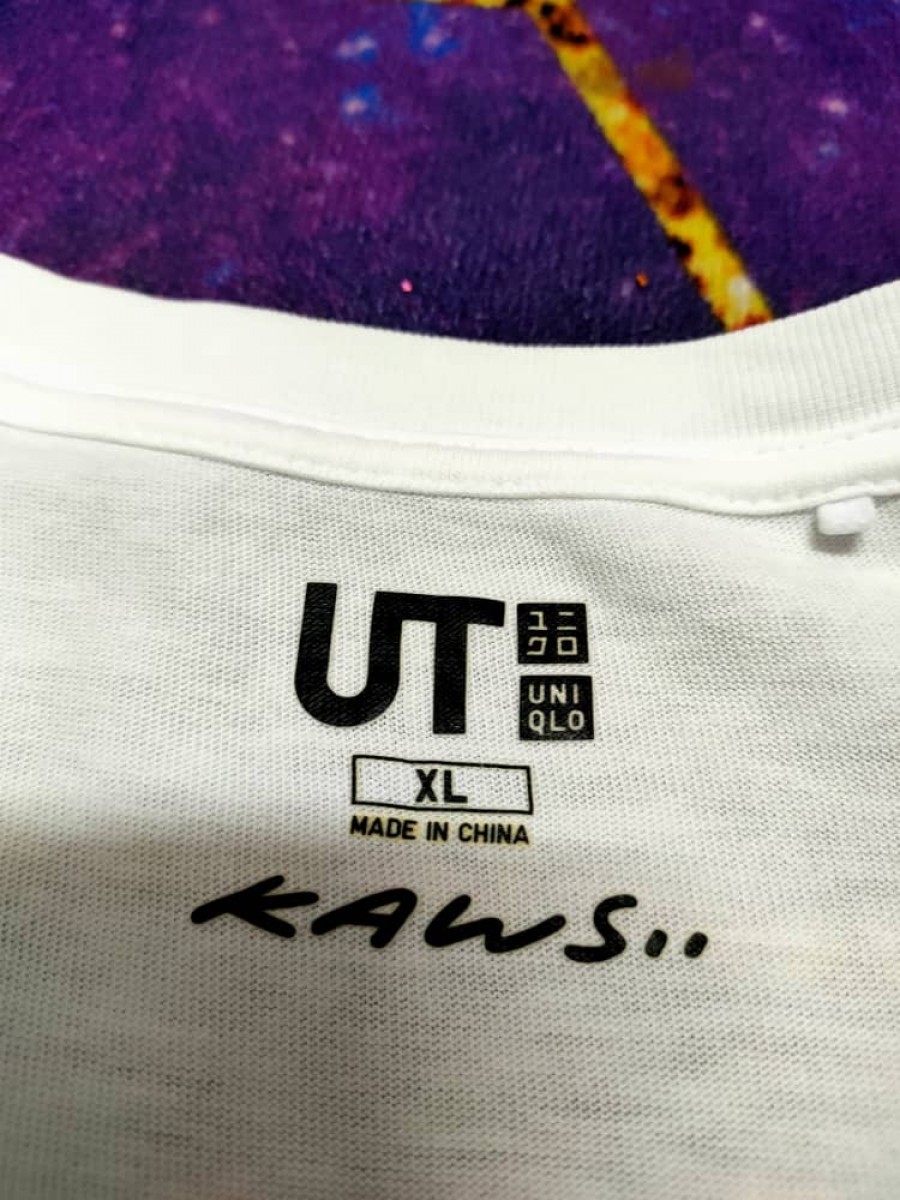 UT
ユニ
クロ
UNI
QLO
XL
MADE IN CHINA
KAWS..